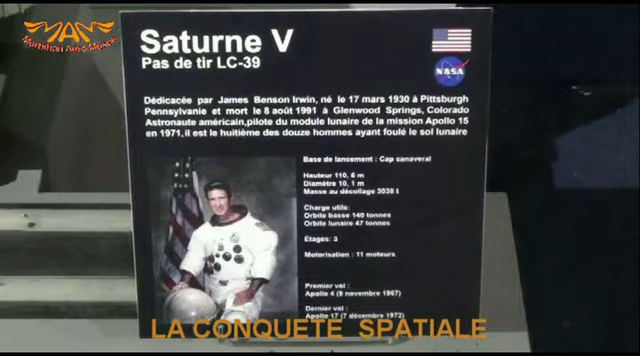 MAM
Saturne V
Pas de tir LC-39
NASA
Dédicacée par James Benson Irwin, né le 17 mars 1930 à Pittsburgh
Pennsylvanie et mort le 8 août 1991 à Glenwood Springs, Colorado
Astronaute américain,pilote du module lunaire de la mission Apollo 15
en 1971,il est le huitième des douze hommes ayant foulé le sol lunaire
Base de lancement : Cap canaveral
Hauteur 110, 6 m
Diamètre 10, 1 m
Masse au décollage 3038 t
Charge utile:
Orbite basse 140 tonnes
Orbite lunaire 47 tonnes
Étages: 3
Motorisation : 11 moteurs
Premier vol :
Apollo 4 (9 novembre 1967)
Dernier vol :
Apollo 17 (7 décembre 1972)
LA CONQUETE SPATIALE